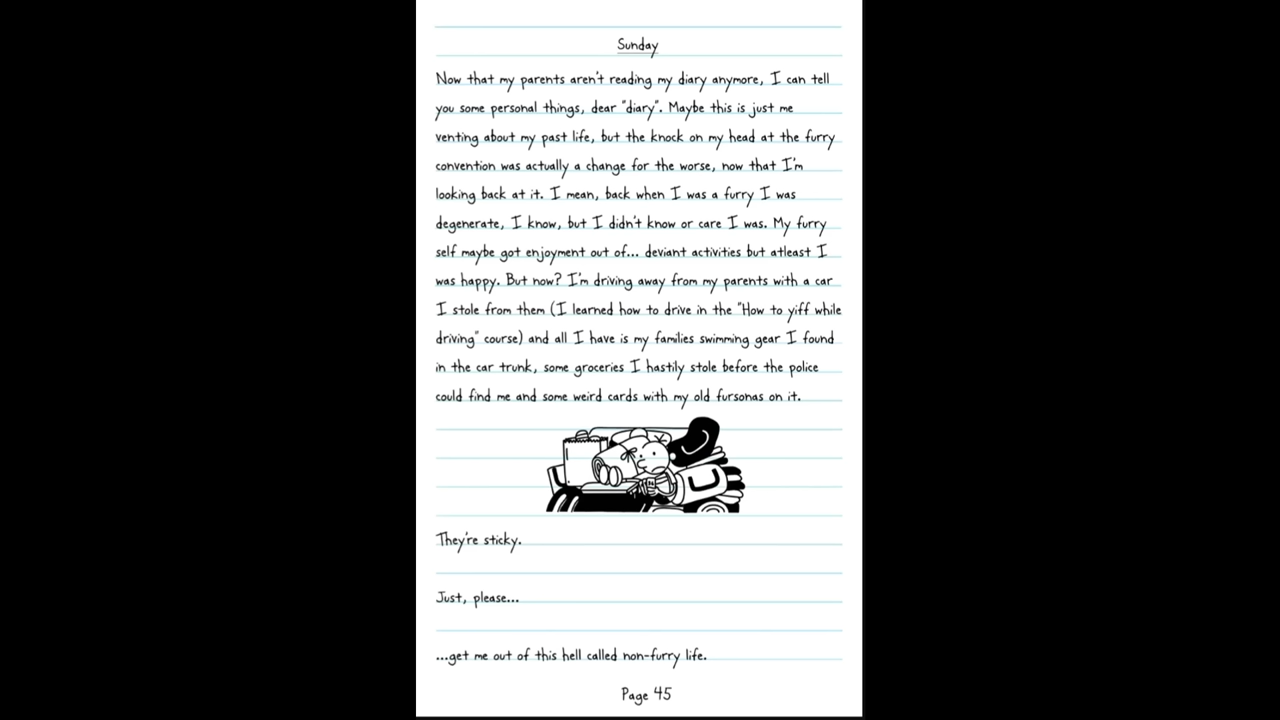 Sunday
Now that my parents aren't reading my diary anymore, I can tell
you some personal things, dear "diary". Maybe this is just me
venting about my past life, but the knock on my head at the furry
convention was actually a change for the worse, now that I'm
looking back at it. I mean, back when I was a furry I was
degenerate, I know, but I didn't know or care I was. My furry
self maybe got enjoyment out of... deviant activities but atleast I
was happy. But now? I'm driving away from my parents with a car
I stole from them (I learned how to drive in the "How to yiff while
driving" course) and all I have is my families swimming gear I found
in the car trunk, some groceries I hastily stole before the police
could find me and some weird cards with my old fursonas on it.
They're sticky.
Just, please...
...get me out of this hell called non-furry life.
Page 45